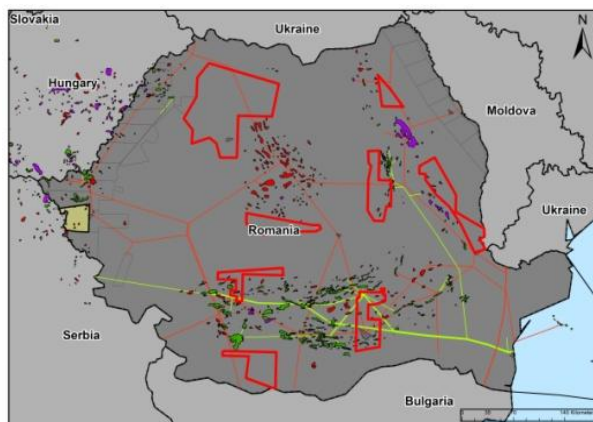 Slovakia
Ukraine
N
Hungary
Moldova
Ukraine
Romania
Serbia
Bulgaria